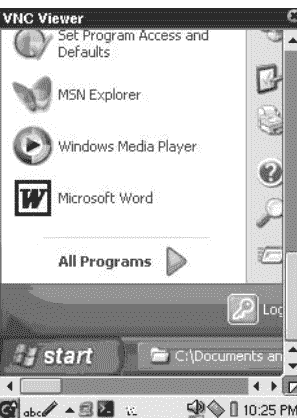 VNC Viewer
Set Program Access and
Defaults
MSN Explorer
Windows Media Player
W Microsoft Word
All Programs
Log
start
C:\Documents an
abc
10:25 PM